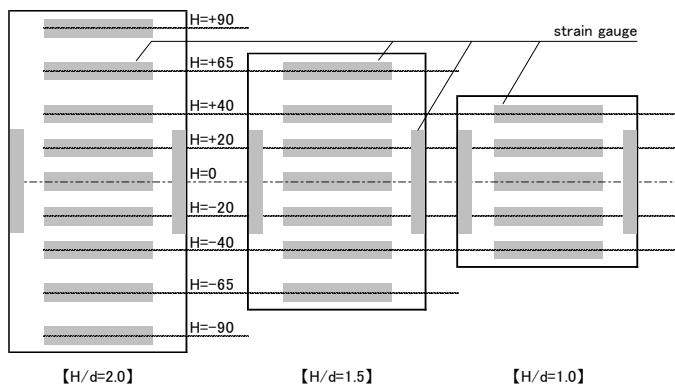 H=+90
strain gauge
H=+65
H=+40
H=+20
H=0
H=−20
H=−40
H=−65
H=−90
【H/d=2.0】 【H/d=1.5】 【H/d=1.0】